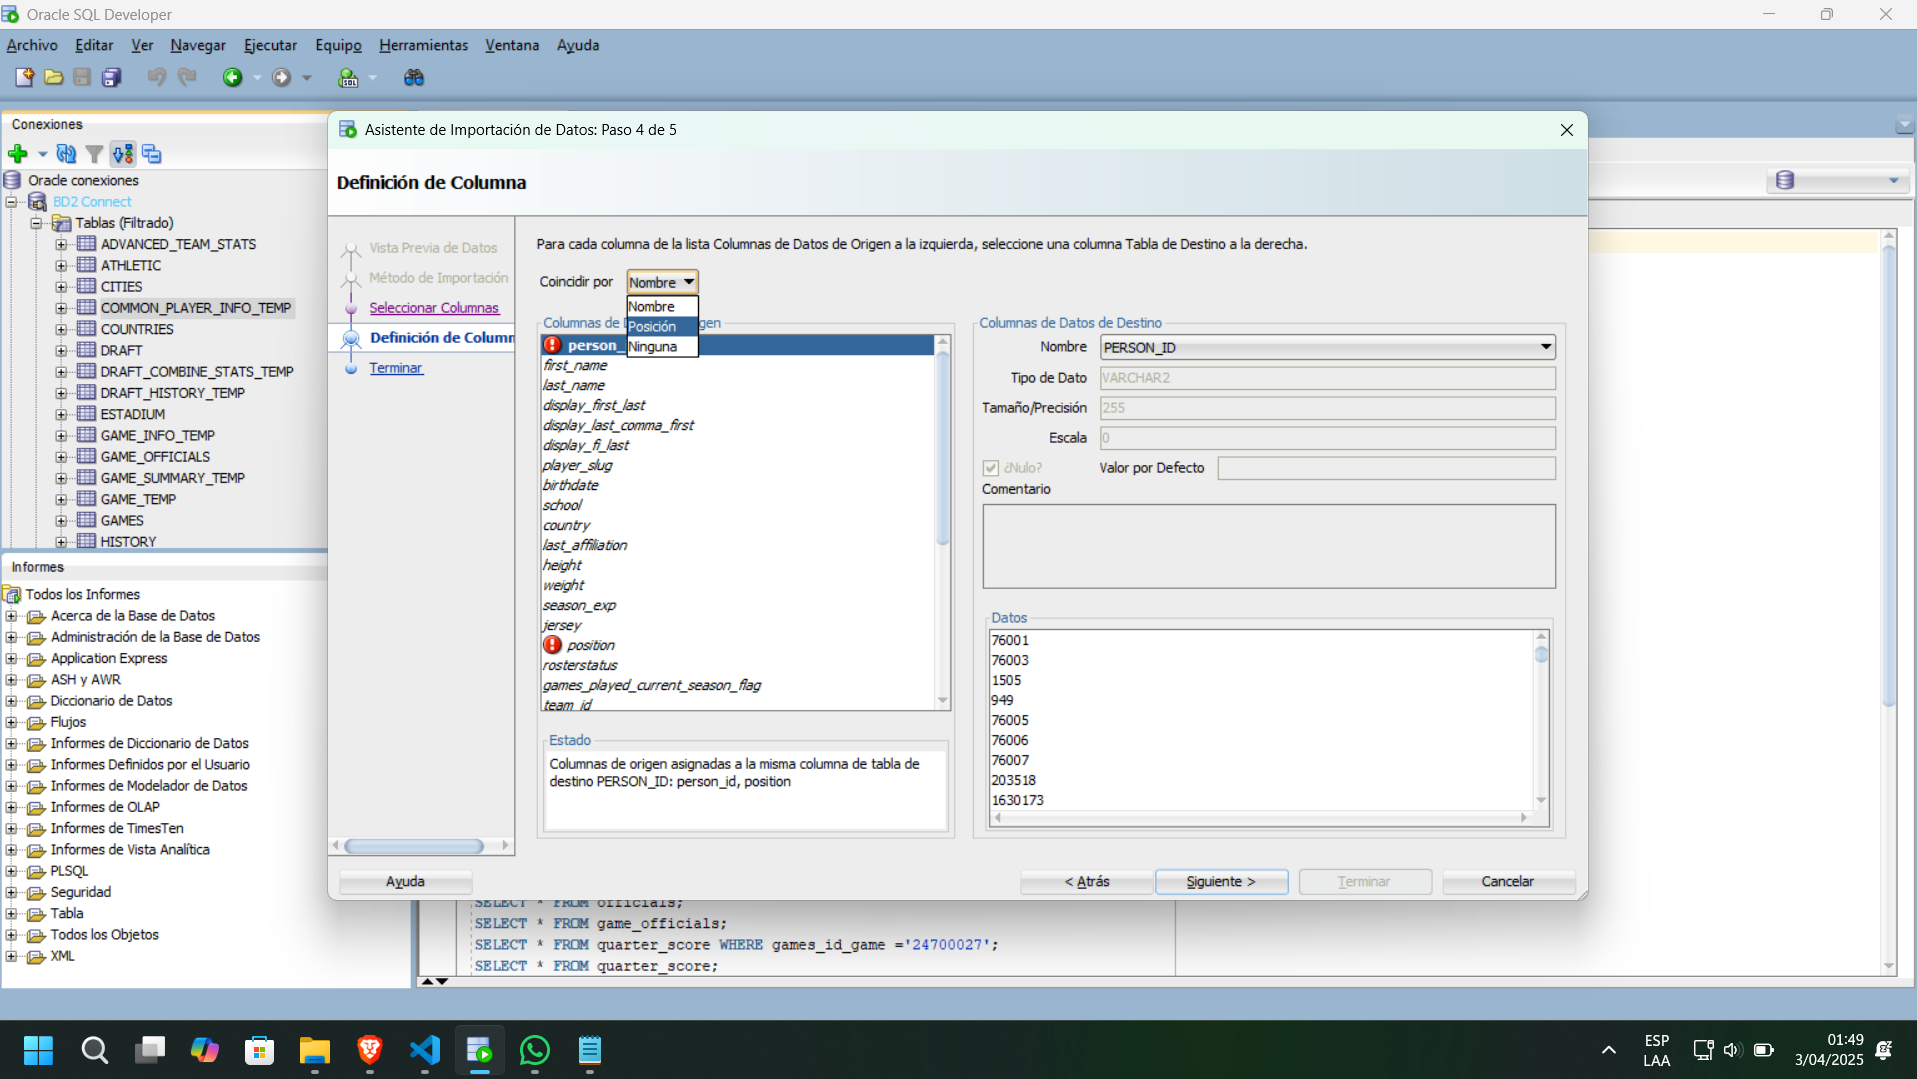 Oracle SQL Developer
Archivo Editar Ver Navegar Ejecutar Equipo Herramientas Ventana Ayuda
Conexiones
Oracle conexiones
BD2 Connect
Tablas (Filtrado)
ADVANCED_TEAM_STATS
ATHLETIC
CITIES
COMMON_PLAYER_INFO_TEMP
COUNTRIES
DRAFT
DRAFT_COMBINE_STATS_TEMP
DRAFT_HISTORY_TEMP
ESTADIUM
GAME_INFO_TEMP
GAME_OFFICIALS
GAME_SUMMARY_TEMP
GAME_TEMP
GAMES
HISTORY
Informes
Todos los Informes
Acerca de la Base de Datos
Administración de la Base de Datos
Application Express
ASH y AWR
Diccionario de Datos
Flujos
Informes de Diccionario de Datos
Informes Definidos por el Usuario
Informes de Modelador de Datos
Informes de OLAP
Informes de TimesTen
Informes de Vista Analítica
PLSQL
Seguridad
Tabla
Todos los Objetos
XML
Asistente de Importación de Datos: Paso 4 de 5
Definición de Columna
Vista Previa de Datos
Método de Importación
Seleccionar Columnas
Definición de Column
Terminar
Para cada columna de la lista Columnas de Datos de Origen a la izquierda, seleccione una columna Tabla de Destino a la derecha.
Coincidir por Nombre
Nombre
Posición
Ninguna
Columnas de D gen
person_
first_name
last_name
display_first_last
display_last_comma_first
display_fi_last
player_slug
birthdate
school
country
last_affiliation
height
weight
season_exp
jersey
position
rosterstatus
games_played_current_season_flag
team_id
Estado
Columnas de origen asignadas a la misma columna de tabla de
destino PERSON_ID: person_id, position
Columnas de Datos de Destino
Nombre PERSON_ID
Tipo de Dato VARCHAR2
Tamaño/Precisión 255
Escala 0
¿Nulo? Valor por Defecto
Comentario
Datos
76001
76003
1505
949
76005
76006
76007
203518
1630173
Ayuda < Atrás Siguiente > Terminar Cancelar
SELECT * FROM officials;
SELECT * FROM game_officials;
SELECT * FROM quarter_score WHERE games_id_game ='24700027';
SELECT * FROM quarter_score;
SQL
ESP
LAA
01:49
3/04/2025